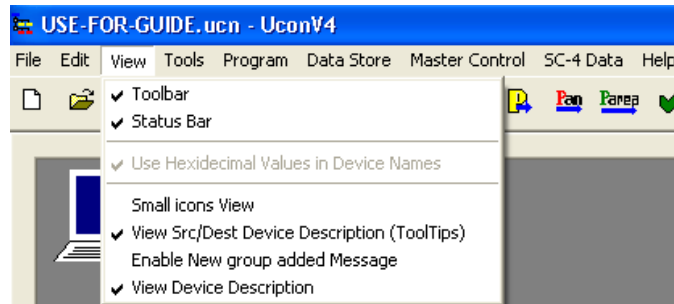 USE-FOR-GUIDE.ucn - UconV4
File Edit View Tools Program Data Store Master Control SC-4 Data Help
Pan Parep
Toolbar
Status Bar
Use Hexidecimal Values in Device Names
Small icons View
View Src/Dest Device Description (ToolTips)
Enable New group added Message
View Device Description